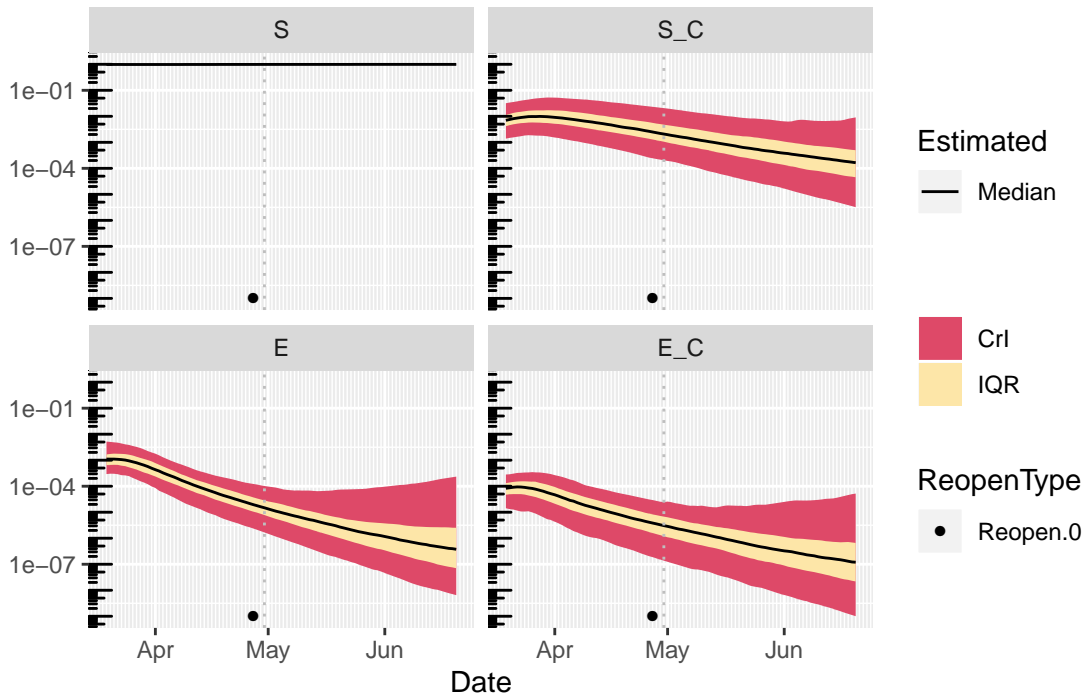 S
S_C
1e−01
1e−04
1e−07
E
E_C
1e−01
1e−04
1e−07
Apr
May
Jun
Apr
May
Jun
Date
Estimated
Median
CrI
IQR
ReopenType
Reopen.0